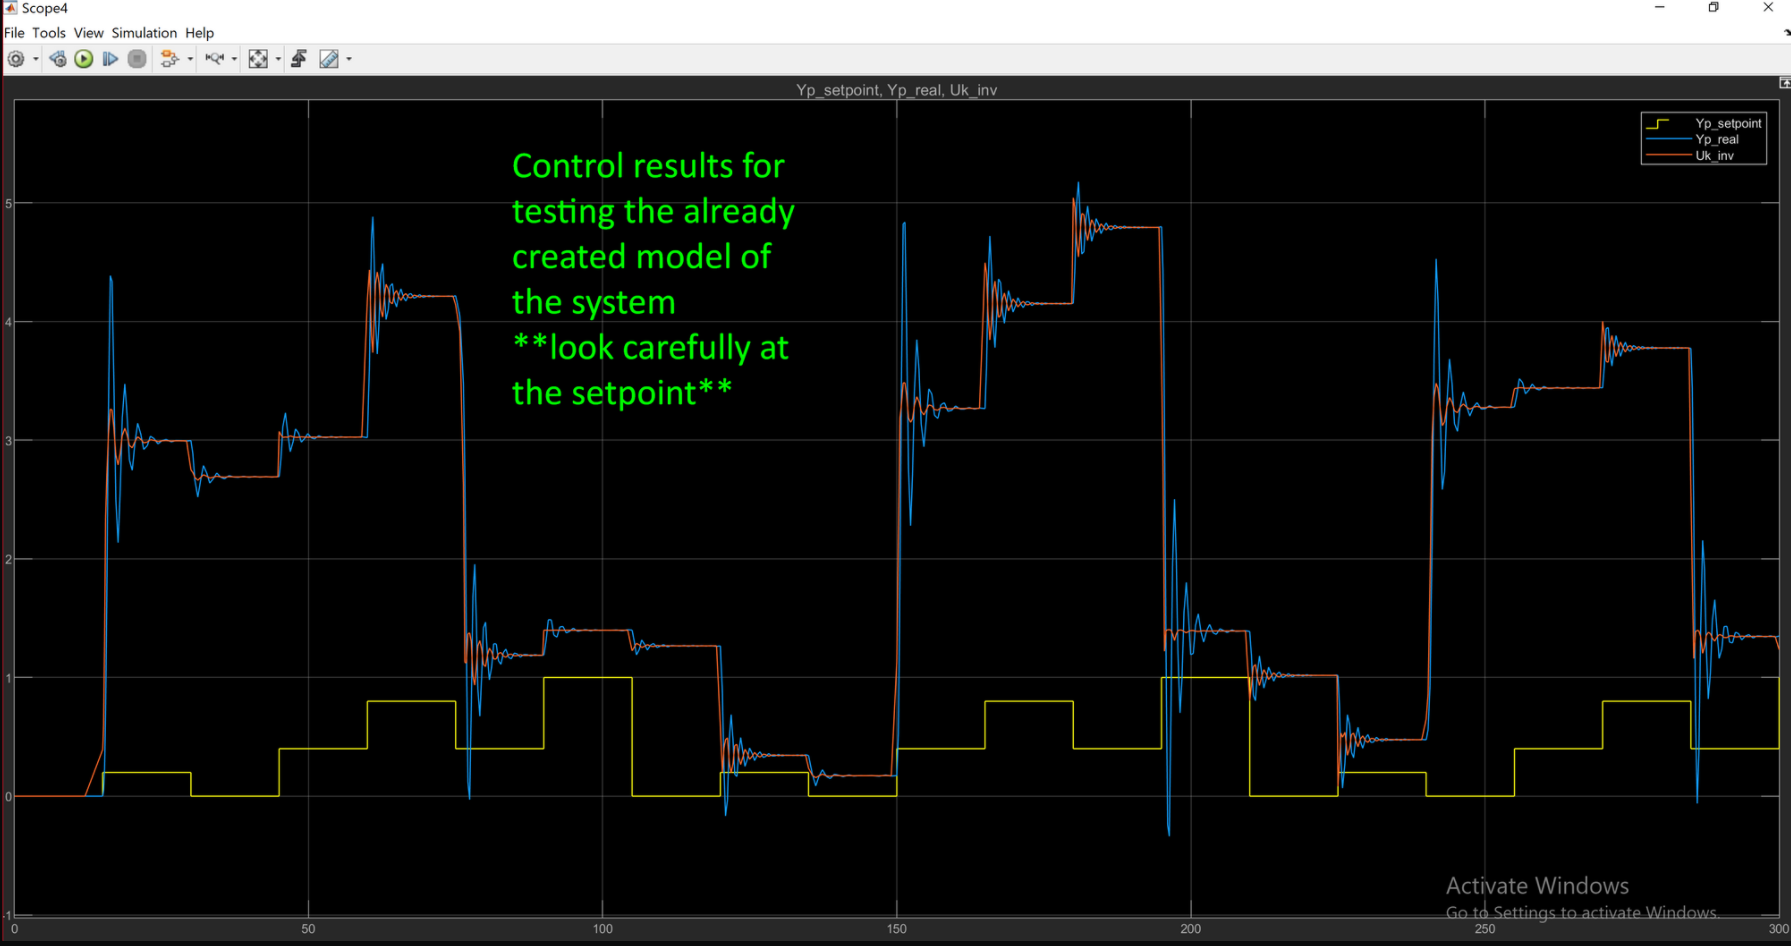 Scope4
File Tools View Simulation Help
Yp_setpoint, Yp_real, Uk_inv
Yp_setpoint
Yp_real
Uk_inv
Control results for
testing the already
created model of
the system
**look carefully at
the setpoint**
5
4
3
2
1
0
-1
0 50 100 150 200 250 300
Activate Windows
Go to Settings to activate Windows.